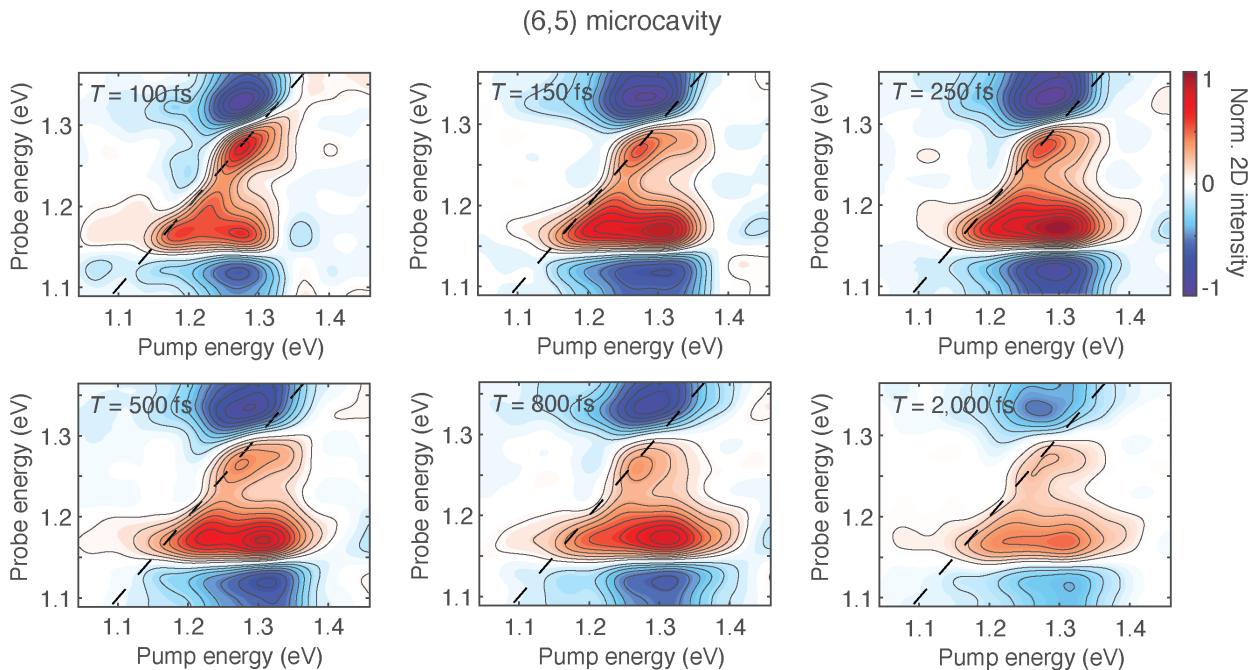 (6,5) microcavity
T = 100 fs
T = 150 fs
T = 250 fs
Probe energy (eV)
1.3
1.2
1.1
Probe energy (eV)
1.3
1.2
1.1
Probe energy (eV)
1.3
1.2
1.1
1
0
-1
Norm. 2D intensity
1.1 1.2 1.3 1.4
1.1 1.2 1.3 1.4
1.1 1.2 1.3 1.4
Pump energy (eV)
Pump energy (eV)
Pump energy (eV)
T = 500 fs
T = 800 fs
T = 2,000 fs
Probe energy (eV)
1.3
1.2
1.1
Probe energy (eV)
1.3
1.2
1.1
Probe energy (eV)
1.3
1.2
1.1
1.1 1.2 1.3 1.4
1.1 1.2 1.3 1.4
1.1 1.2 1.3 1.4
Pump energy (eV)
Pump energy (eV)
Pump energy (eV)